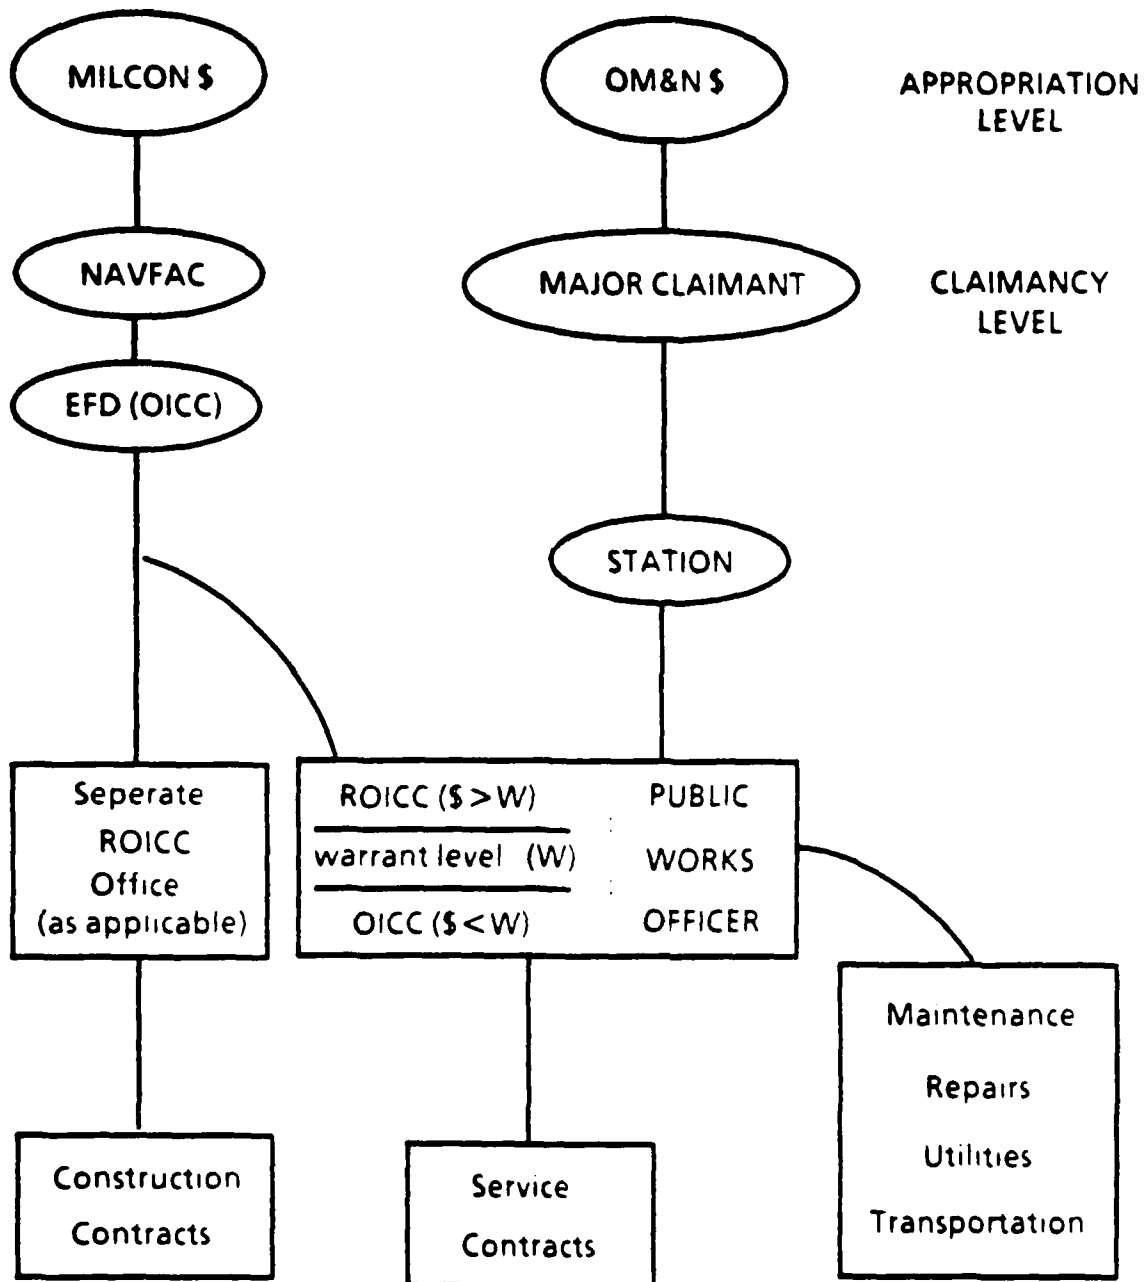 MILCON $
OM&N $
APPROPRIATION
LEVEL
NAVFAC
MAJOR CLAIMANT
CLAIMANCY
LEVEL
EFD (OICC)
STATION
Seperate
ROICC
Office
(as applicable)
ROICC ($ > W)
warrant level (W)
OICC ($ < W)
PUBLIC
WORKS
OFFICER
Maintenance
Repairs
Utilities
Transportation
Construction
Contracts
Service
Contracts